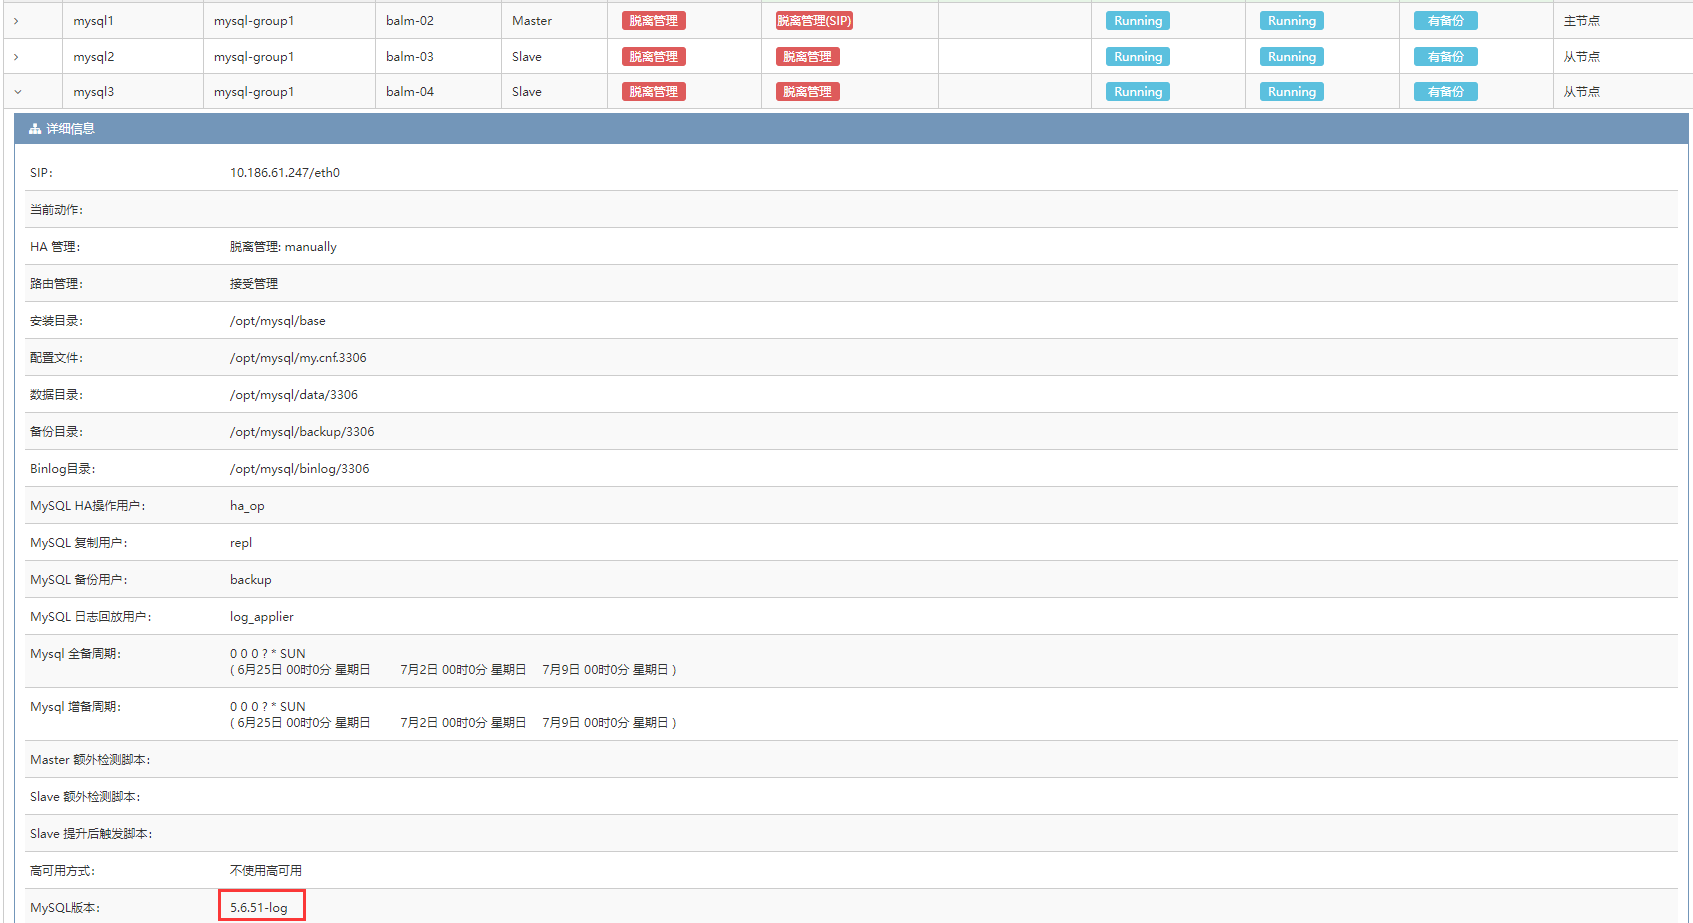 mysql1 mysql-group1 balm-02 Master 脱离管理 脱离管理(SIP) Running Running 有备份 主节点
mysql2 mysql-group1 balm-03 Slave 脱离管理 脱离管理 Running Running 有备份 从节点
mysql3 mysql-group1 balm-04 Slave 脱离管理 脱离管理 Running Running 有备份 从节点
详细信息
SIP: 10.186.61.247/eth0
当前动作:
HA 管理: 脱离管理: manually
路由管理: 接受管理
安装目录: /opt/mysql/base
配置文件: /opt/mysql/my.cnf.3306
数据目录: /opt/mysql/data/3306
备份目录: /opt/mysql/backup/3306
Binlog目录: /opt/mysql/binlog/3306
MySQL HA操作用户: ha_op
MySQL 复制用户: repl
MySQL 备份用户: backup
MySQL 日志回放用户: log_applier
Mysql 全备周期: 0 0 0 ? * SUN
( 6月25日 00时0分 星期日 7月2日 00时0分 星期日 7月9日 00时0分 星期日 )
Mysql 增备周期: 0 0 0 ? * SUN
( 6月25日 00时0分 星期日 7月2日 00时0分 星期日 7月9日 00时0分 星期日 )
Master 额外检测脚本:
Slave 额外检测脚本:
Slave 提升后触发脚本:
高可用方式: 不使用高可用
MySQL版本: 5.6.51-log